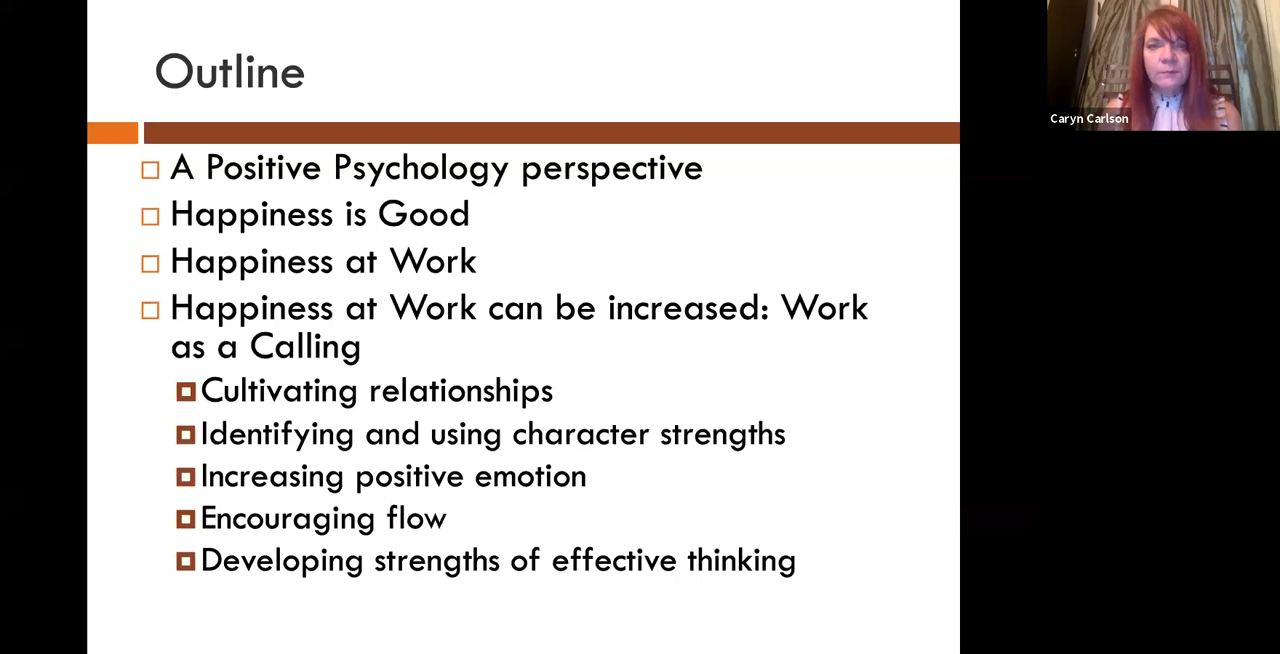 Outline
A Positive Psychology perspective
Happiness is Good
Happiness at Work
Happiness at Work can be increased: Work
as a Calling
Cultivating relationships
Identifying and using character strengths
Increasing positive emotion
Encouraging flow
Developing strengths of effective thinking
Caryn Carlson